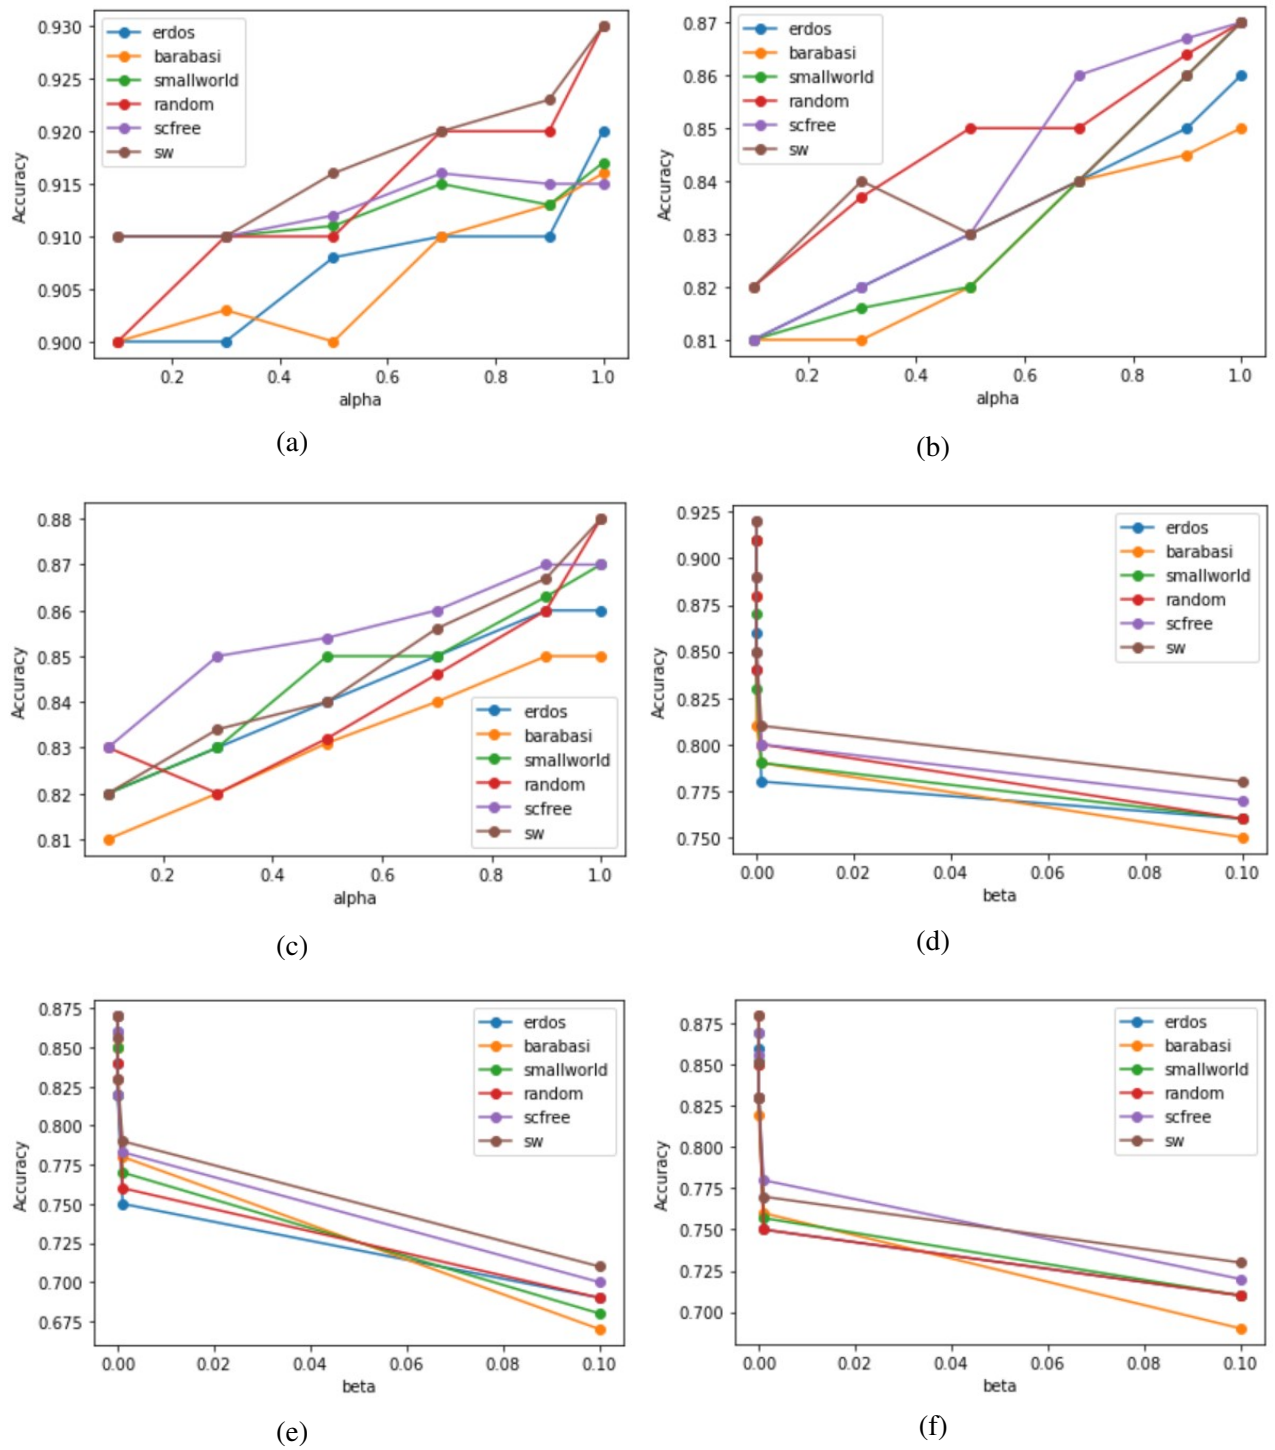 0.930
0.925
0.920
0.915
0.910
0.905
0.900
Accuracy
erdos
barabasi
smallworld
random
scfree
sw
0.2 0.4 0.6 0.8 1.0
alpha
(a)
0.87
0.86
0.85
0.84
0.83
0.82
0.81
Accuracy
erdos
barabasi
smallworld
random
scfree
sw
0.2 0.4 0.6 0.8 1.0
alpha
(b)
0.88
0.87
0.86
0.85
0.84
0.83
0.82
0.81
Accuracy
erdos
barabasi
smallworld
random
scfree
sw
0.2 0.4 0.6 0.8 1.0
alpha
(c)
0.925
0.900
0.875
0.850
0.825
0.800
0.775
0.750
Accuracy
erdos
barabasi
smallworld
random
scfree
sw
0.00 0.02 0.04 0.06 0.08 0.10
beta
(d)
0.875
0.850
0.825
0.800
0.775
0.750
0.725
0.700
0.675
Accuracy
erdos
barabasi
smallworld
random
scfree
sw
0.00 0.02 0.04 0.06 0.08 0.10
beta
(e)
0.875
0.850
0.825
0.800
0.775
0.750
0.725
0.700
Accuracy
erdos
barabasi
smallworld
random
scfree
sw
0.00 0.02 0.04 0.06 0.08 0.10
beta
(f)